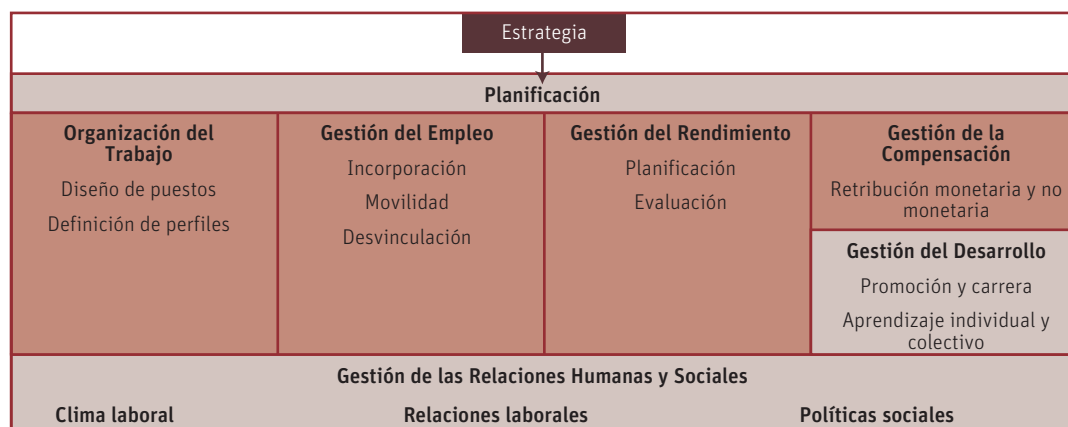 Estrategia
Planificación
Organización del
Trabajo
Diseño de puestos
Definición de perfiles
Gestión del Empleo
Incorporación
Movilidad
Desvinculación
Gestión del Rendimiento
Planificación
Evaluación
Gestión de la
Compensación
Retribución monetaria y no
monetaria
Gestión del Desarrollo
Promoción y carrera
Aprendizaje individual y
colectivo
Gestión de las Relaciones Humanas y Sociales
Clima laboral
Relaciones laborales
Políticas sociales